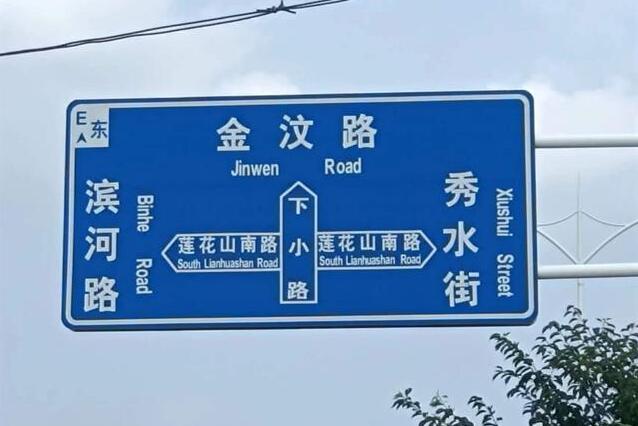 E 东
金汶路
Jinwen Road
滨河路
Binhe Road
莲花山南路
South Lianhuashan Road
下小路
莲花山南路
South Lianhuashan Road
秀水街
Xiushui Street